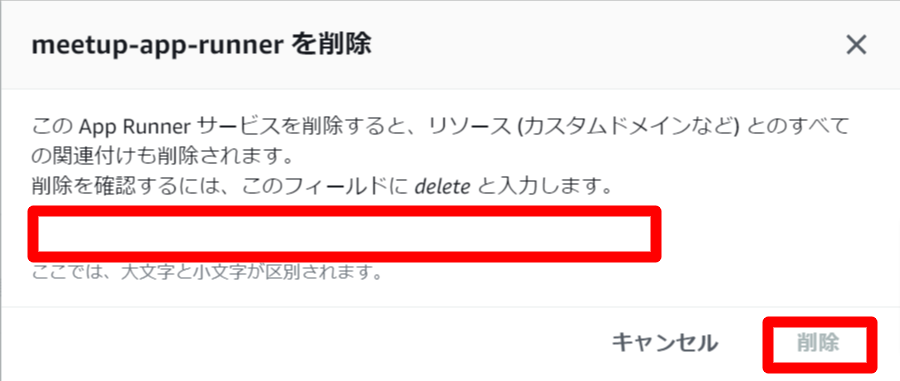 meetup-app-runner を削除
この App Runner サービスを削除すると、リソース (カスタムドメインなど) とのすべて
の関連付けも削除されます。
削除を確認するには、このフィールドに delete と入力します。
ここでは、大文字と小文字が区別されます。
キャンセル 削除